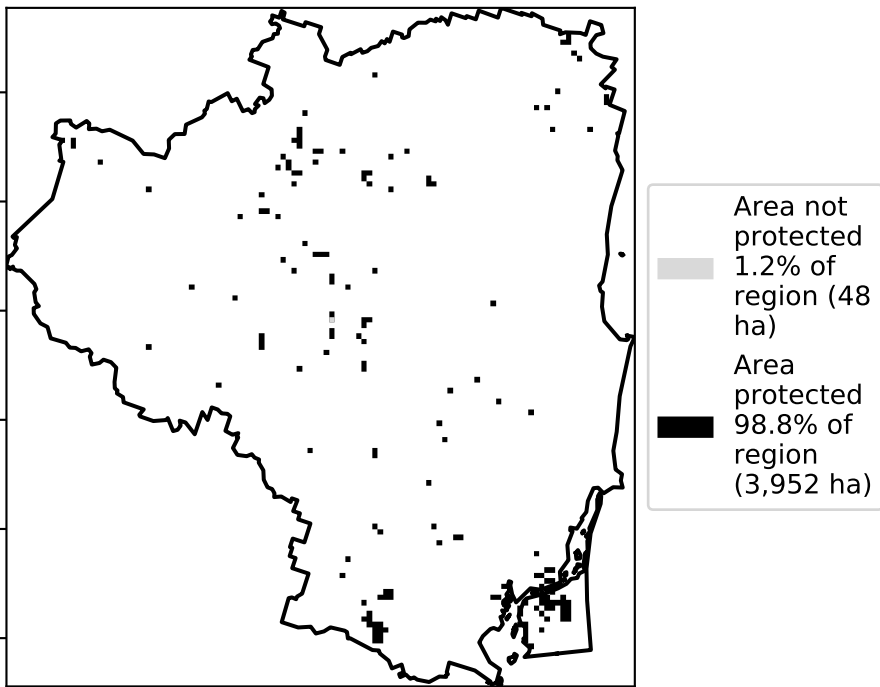 Area not
protected
1.2% of
region (48
ha)
Area
protected
98.8% of
region
(3,952 ha)